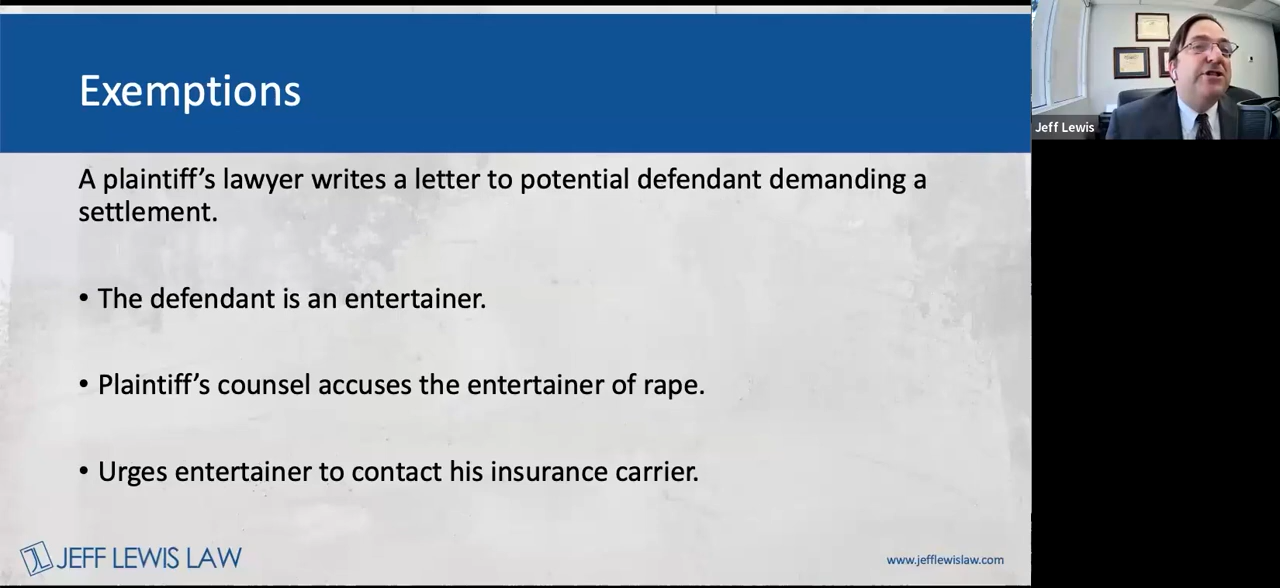 Exemptions
A plaintiff's lawyer writes a letter to potential defendant demanding a
settlement.
• The defendant is an entertainer.
• Plaintiff's counsel accuses the entertainer of rape.
• Urges entertainer to contact his insurance carrier.
JEFF LEWIS LAW
www.jefflewislaw.com
Jeff Lewis